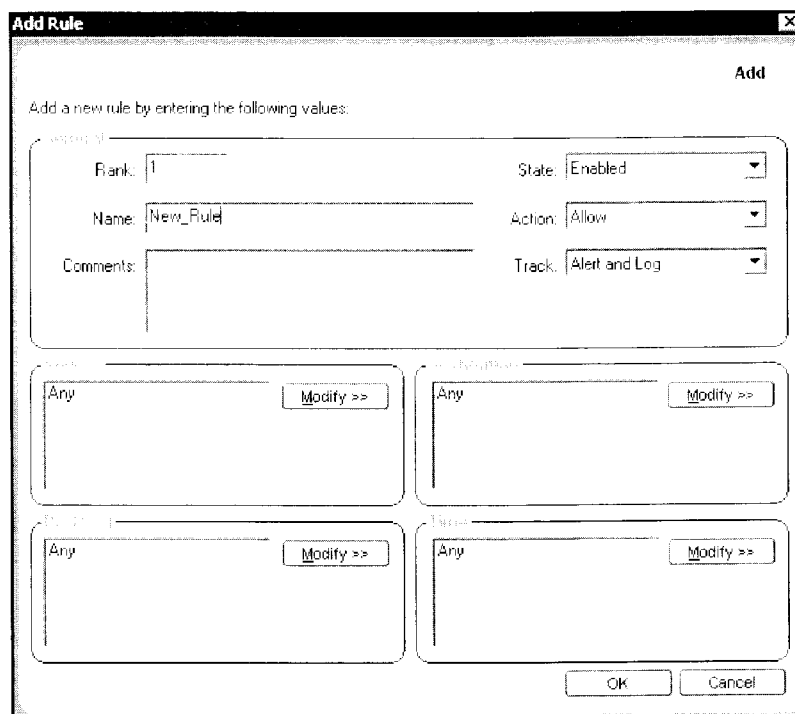 Add Rule
Add
Add a new rule by entering the following values:
Rank: 1
State: Enabled
Name: New_Rule
Action: Allow
Comments:
Track: Alert and Log
Any
Modify >>
Any
Modify >>
Any
Modify >>
Time
Any
Modify >>
OK
Cancel